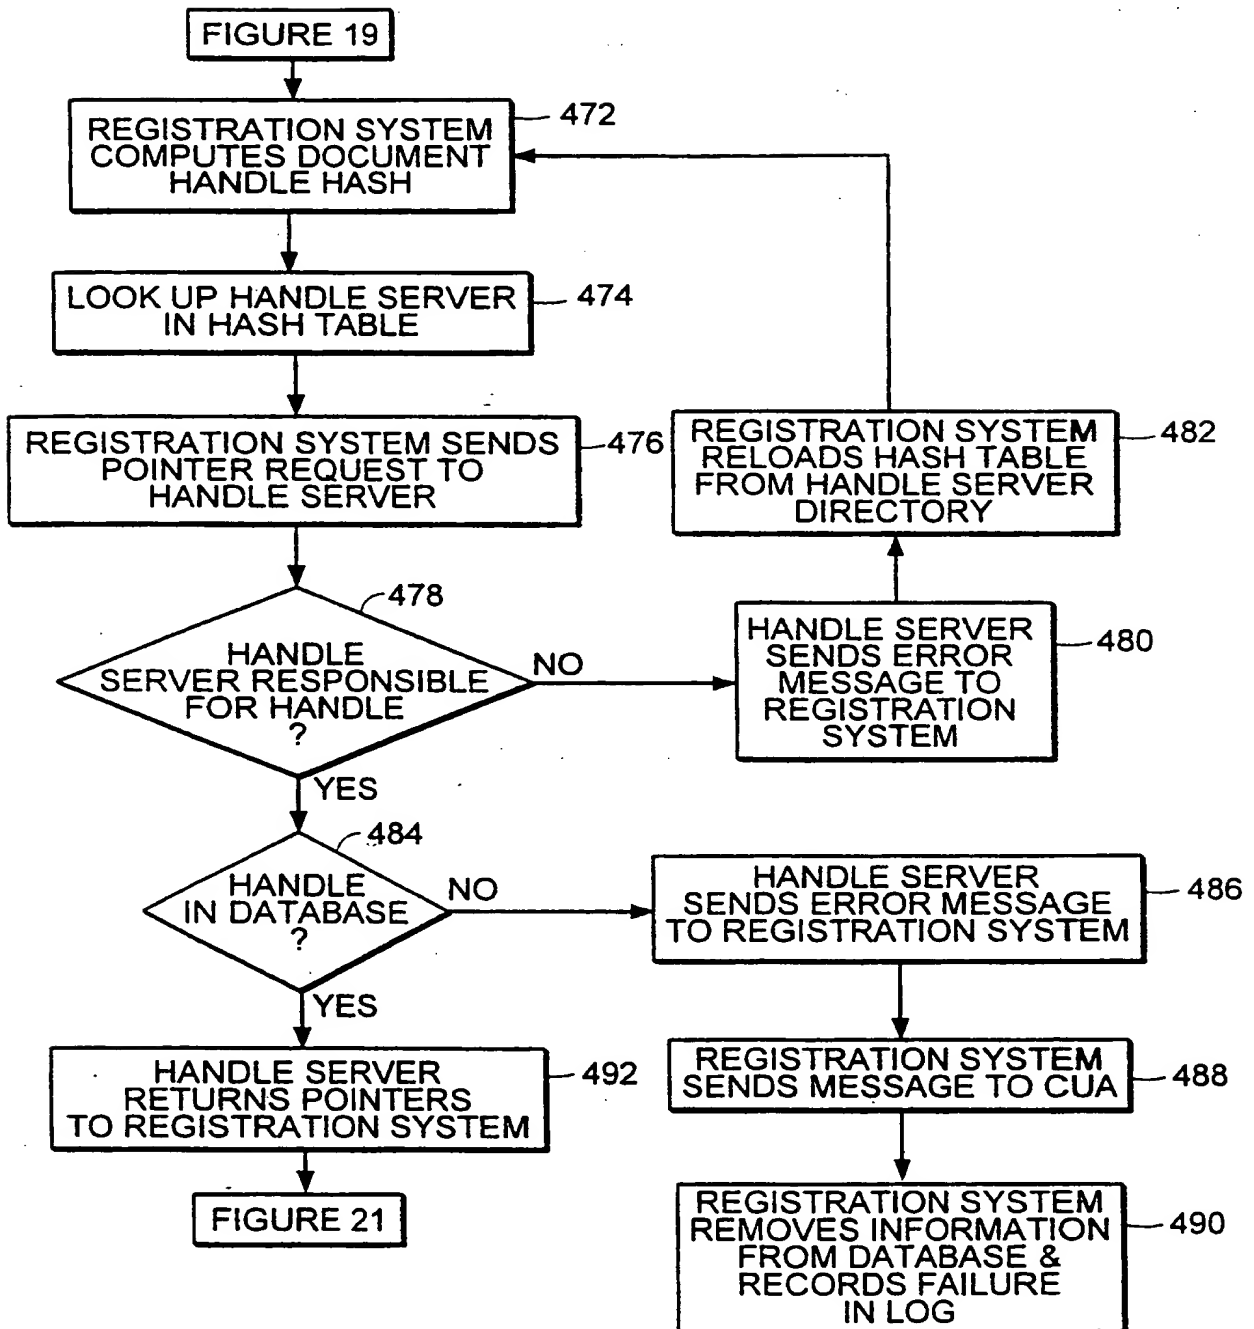 FIGURE 19
REGISTRATION SYSTEM
COMPUTES DOCUMENT
HANDLE HASH
472
LOOK UP HANDLE SERVER
IN HASH TABLE
474
REGISTRATION SYSTEM SENDS
POINTER REQUEST TO
HANDLE SERVER
476
REGISTRATION SYSTEM
RELOADS HASH TABLE
FROM HANDLE SERVER
DIRECTORY
482
478
HANDLE
SERVER RESPONSIBLE
FOR HANDLE
?
NO
HANDLE SERVER
SENDS ERROR
MESSAGE TO
REGISTRATION
SYSTEM
480
YES
484
HANDLE
IN DATABASE
?
NO
HANDLE SERVER
SENDS ERROR MESSAGE
TO REGISTRATION SYSTEM
486
YES
HANDLE SERVER
RETURNS POINTERS
TO REGISTRATION SYSTEM
492
REGISTRATION SYSTEM
SENDS MESSAGE TO CUA
488
FIGURE 21
REGISTRATION SYSTEM
REMOVES INFORMATION
FROM DATABASE &
RECORDS FAILURE
IN LOG
490